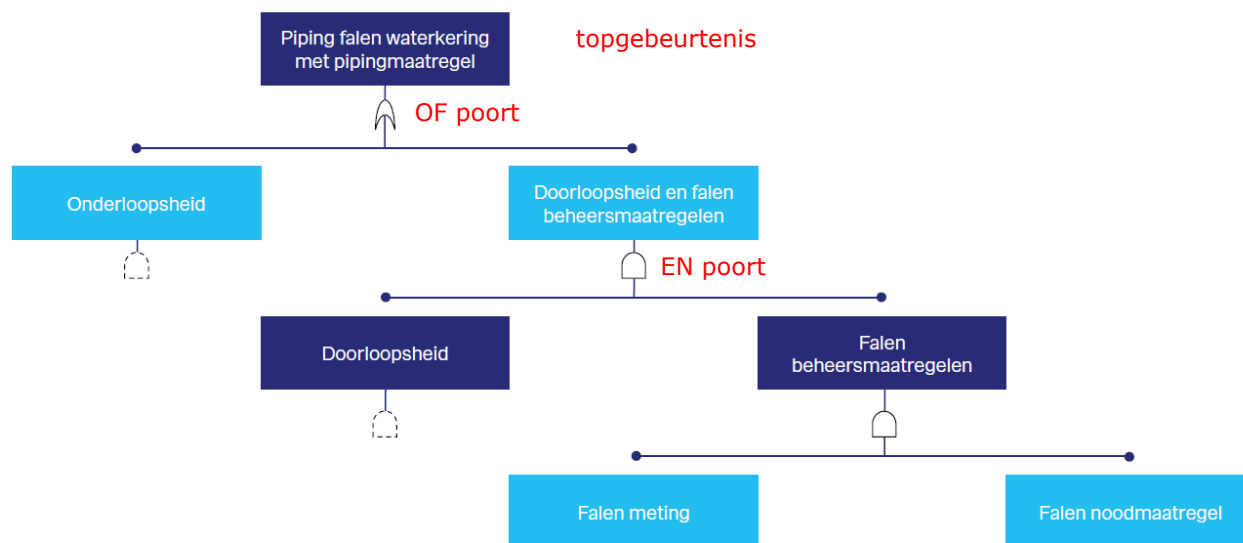 Piping falen waterkering
met pipingmaatregel
topgebeurtenis
OF poort
Onderloopsheid
Doorloopsheid en falen
beheersmaatregelen
EN poort
Doorloopsheid
Falen
beheersmaatregelen
Falen meting
Falen noodmaatregel